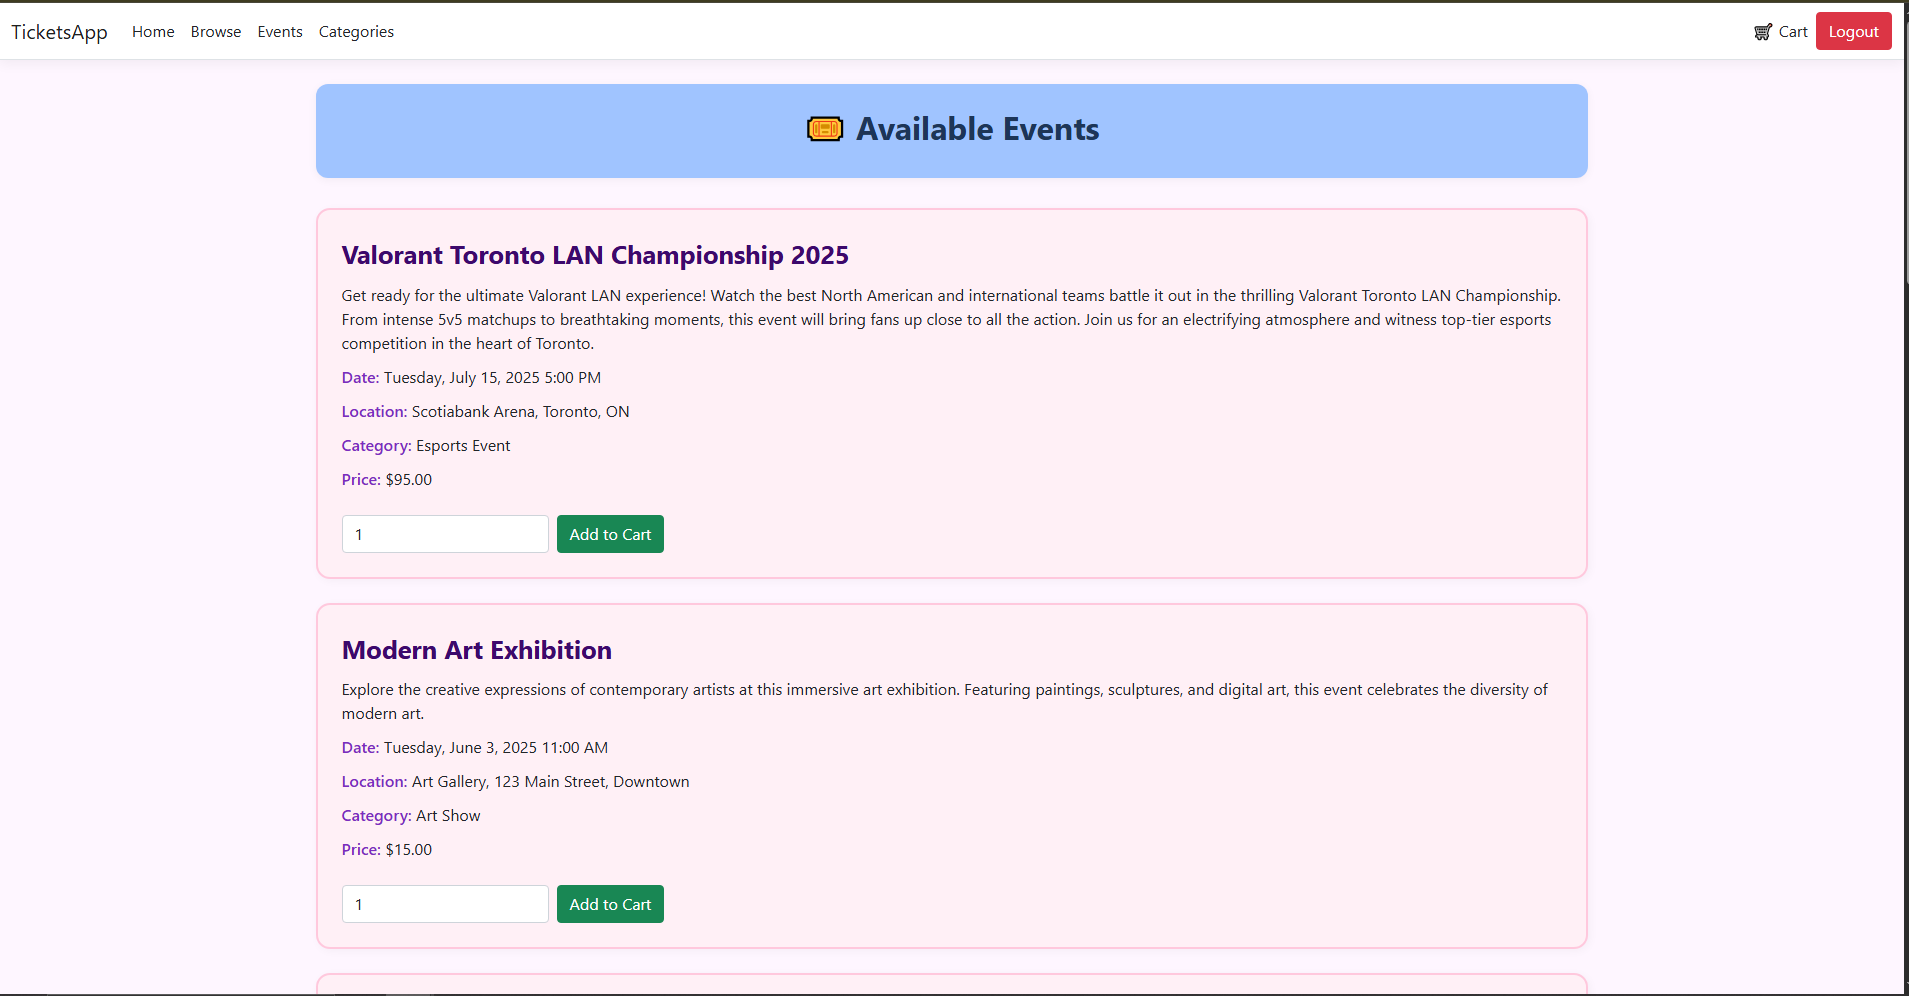 TicketsApp Home Browse Events Categories Cart Logout
Available Events
Valorant Toronto LAN Championship 2025
Get ready for the ultimate Valorant LAN experience! Watch the best North American and international teams battle it out in the thrilling Valorant Toronto LAN Championship.
From intense 5v5 matchups to breathtaking moments, this event will bring fans up close to all the action. Join us for an electrifying atmosphere and witness top-tier esports
competition in the heart of Toronto.
Date: Tuesday, July 15, 2025 5:00 PM
Location: Scotiabank Arena, Toronto, ON
Category: Esports Event
Price: $95.00
1 Add to Cart
Modern Art Exhibition
Explore the creative expressions of contemporary artists at this immersive art exhibition. Featuring paintings, sculptures, and digital art, this event celebrates the diversity of
modern art.
Date: Tuesday, June 3, 2025 11:00 AM
Location: Art Gallery, 123 Main Street, Downtown
Category: Art Show
Price: $15.00
1 Add to Cart